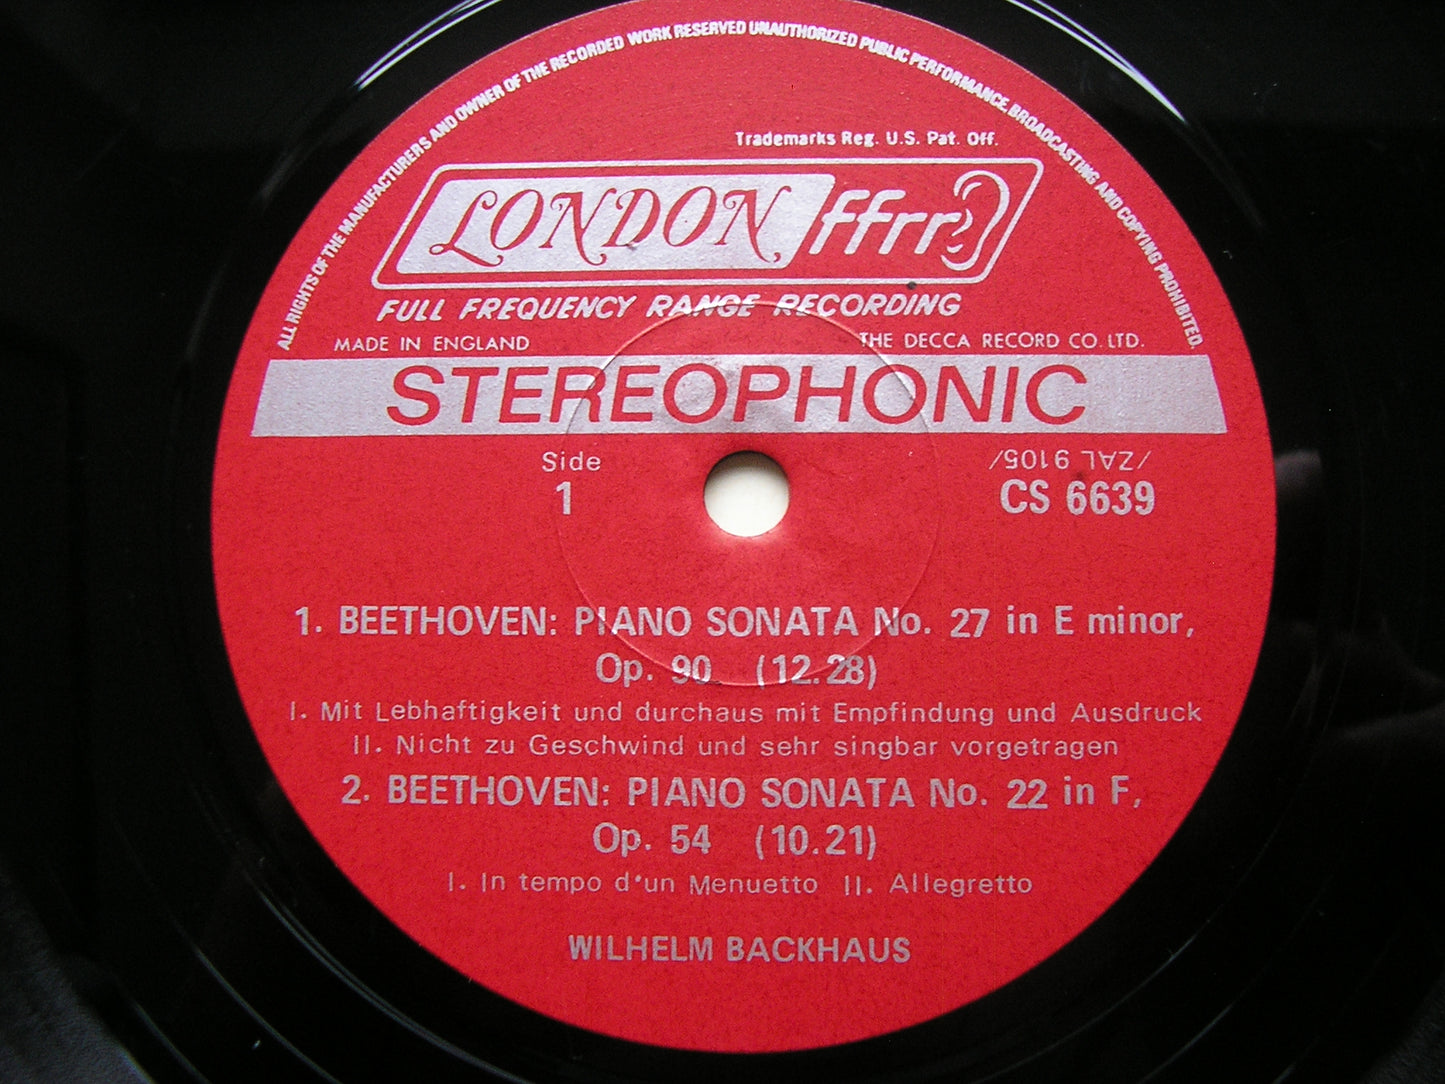 ALL RIGHTS OF THE MANUFACTURERS AND OWNER OF THE RECORDED WORK RESERVED UNAUTHORIZED PUBLIC PERFORMANCE, BROADCASTING AND COPYING PROHIBITED.
Trademarks Reg. U.S. Pat. Off.
LONDON ffrr
FULL FREQUENCY RANGE RECORDING
MADE IN ENGLAND THE DECCA RECORD CO. LTD.
STEREOPHONIC
Side /ZAL 9105/
1 CS 6639
1. BEETHOVEN: PIANO SONATA No. 27 in E minor,
Op. 90 (12.28)
I. Mit Lebhaftigkeit und durchaus mit Empfindung und Ausdruck
II. Nicht zu Geschwind und sehr singbar vorgetragen
2. BEETHOVEN: PIANO SONATA No. 22 in F,
Op. 54 (10.21)
I. In tempo d'un Menuetto II. Allegretto
WILHELM BACKHAUS